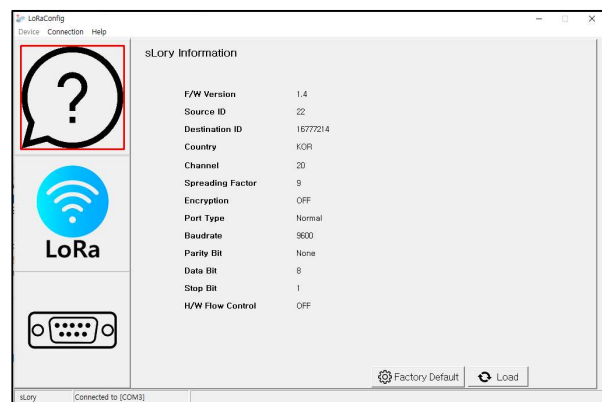 LoRaConfig
Device Connection Help
sLory Information
F/W Version 1.4
Source ID 22
Destination ID 16777214
Country KOR
Channel 20
Spreading Factor 9
Encryption OFF
Port Type Normal
Baudrate 9600
Parity Bit None
Data Bit 8
Stop Bit 1
H/W Flow Control OFF
?
LoRa
Factory Default Load
sLory Connected to [COM3]